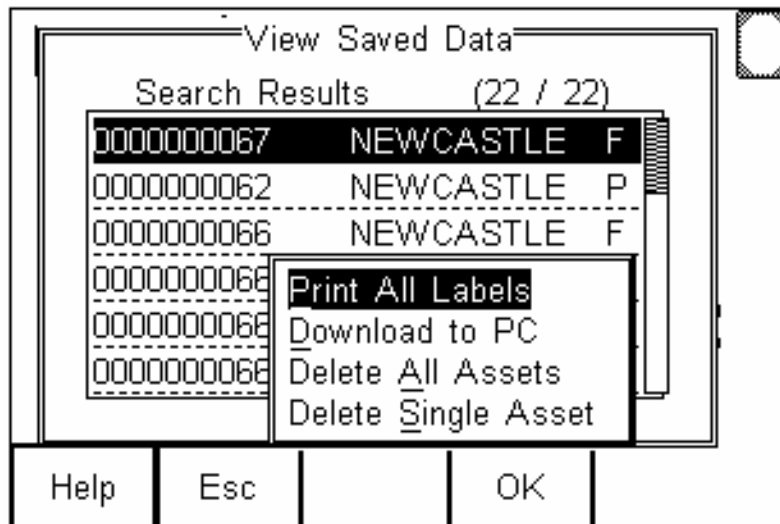 View Saved Data
Search Results (22 / 22)
0000000067 NEWCASTLE F
0000000062 NEWCASTLE P
0000000066 NEWCASTLE F
Print All Labels
Download to PC
Delete All Assets
Delete Single Asset
Help Esc OK